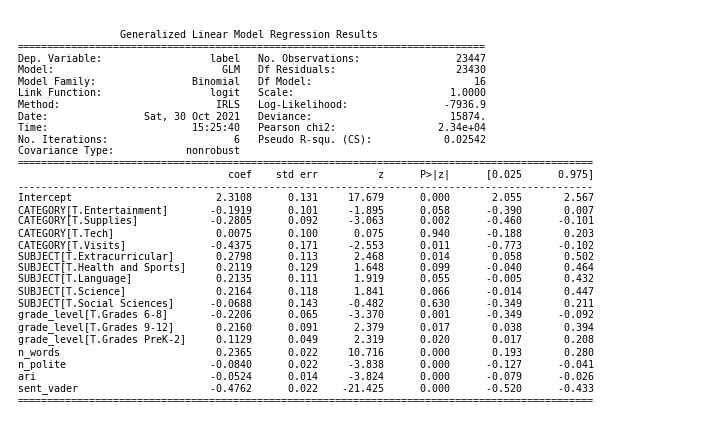 Generalized Linear Model Regression Results
==============================================================================
Dep. Variable:                  label   No. Observations:                23447
Model:                            GLM   Df Residuals:                    23430
Model Family:                Binomial   Df Model:                           16
Link Function:                  logit   Scale:                          1.0000
Method:                          IRLS   Log-Likelihood:                -7936.9
Date:                Sat, 30 Oct 2021   Deviance:                       15874.
Time:                        15:25:40   Pearson chi2:                 2.34e+04
No. Iterations:                     6   Pseudo R-squ. (CS):            0.02542
Covariance Type:            nonrobust
================================================================================================
                                   coef    std err          z      P>|z|      [0.025      0.975]
------------------------------------------------------------------------------------------------
Intercept                        2.3108      0.131     17.679      0.000       2.055       2.567
CATEGORY[T.Entertainment]       -0.1919      0.101     -1.895      0.058      -0.390       0.007
CATEGORY[T.Supplies]            -0.2805      0.092     -3.063      0.002      -0.460      -0.101
CATEGORY[T.Tech]                 0.0075      0.100      0.075      0.940      -0.188       0.203
CATEGORY[T.Visits]              -0.4375      0.171     -2.553      0.011      -0.773      -0.102
SUBJECT[T.Extracurricular]       0.2798      0.113      2.468      0.014       0.058       0.502
SUBJECT[T.Health and Sports]     0.2119      0.129      1.648      0.099      -0.040       0.464
SUBJECT[T.Language]              0.2135      0.111      1.919      0.055      -0.005       0.432
SUBJECT[T.Science]               0.2164      0.118      1.841      0.066      -0.014       0.447
SUBJECT[T.Social Sciences]      -0.0688      0.143     -0.482      0.630      -0.349       0.211
grade_level[T.Grades 6-8]       -0.2206      0.065     -3.370      0.001      -0.349      -0.092
grade_level[T.Grades 9-12]       0.2160      0.091      2.379      0.017       0.038       0.394
grade_level[T.Grades PreK-2]     0.1129      0.049      2.319      0.020       0.017       0.208
n_words                          0.2365      0.022     10.716      0.000       0.193       0.280
n_polite                        -0.0840      0.022     -3.838      0.000      -0.127      -0.041
ari                             -0.0524      0.014     -3.824      0.000      -0.079      -0.026
sent_vader                      -0.4762      0.022    -21.425      0.000      -0.520      -0.433
================================================================================================